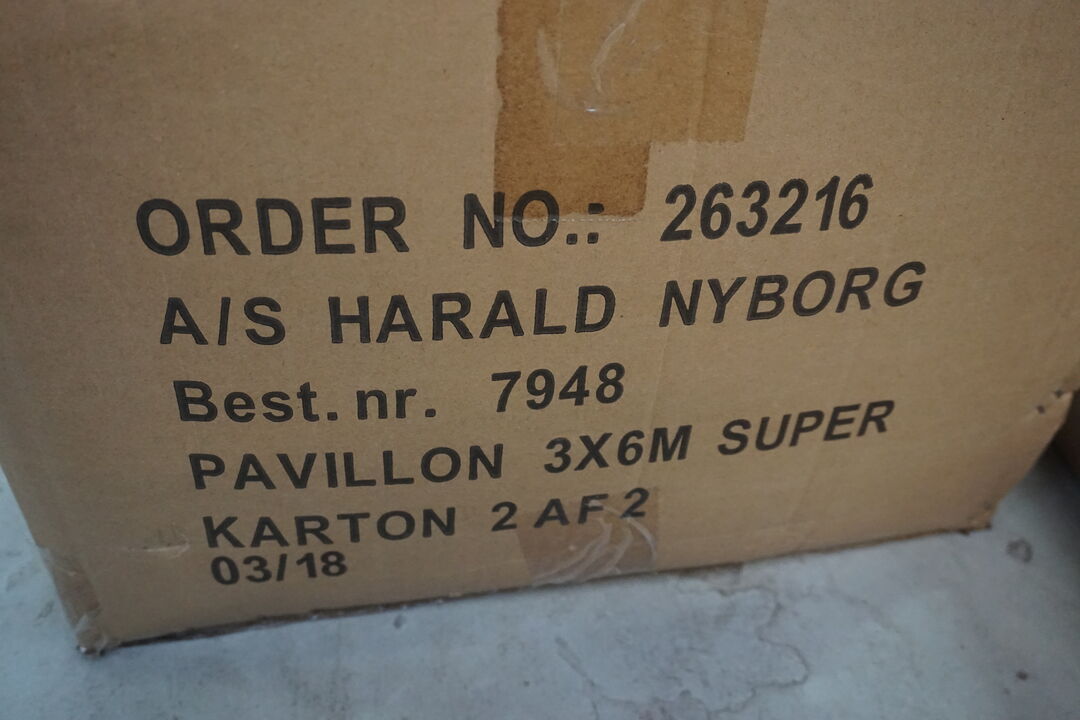 ORDER NO.: 263216
A/S HARALD NYBORG
Best.nr. 7948
PAVILLON 3X6M SUPER
KARTON 2 AF 2
03/18